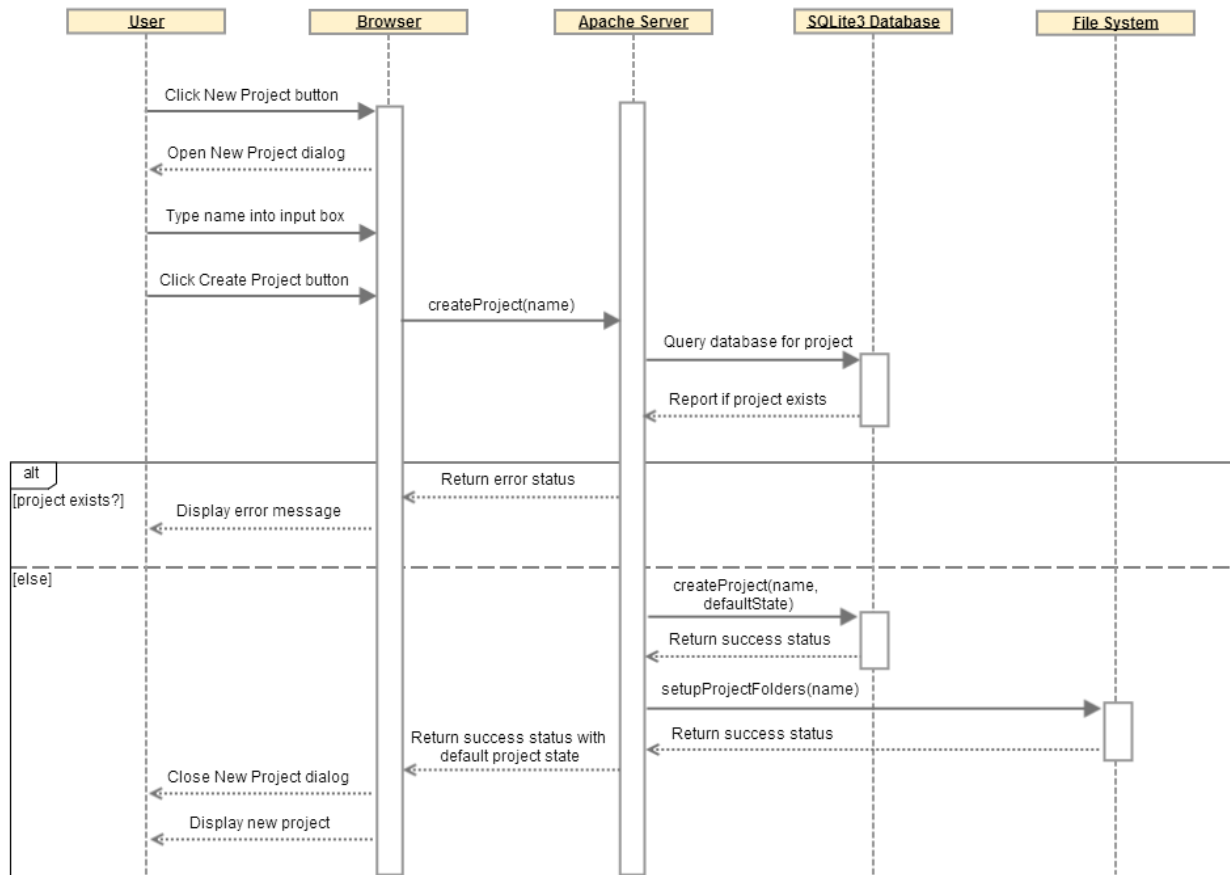 User
Browser
Apache Server
SQLite3 Database
File System
Click New Project button
Open New Project dialog
Type name into input box
Click Create Project button
createProject(name)
Query database for project
Report if project exists
alt
[project exists?]
Return error status
Display error message
[else]
createProject(name,
defaultState)
Return success status
setupProjectFolders(name)
Return success status
Return success status with
default project state
Close New Project dialog
Display new project